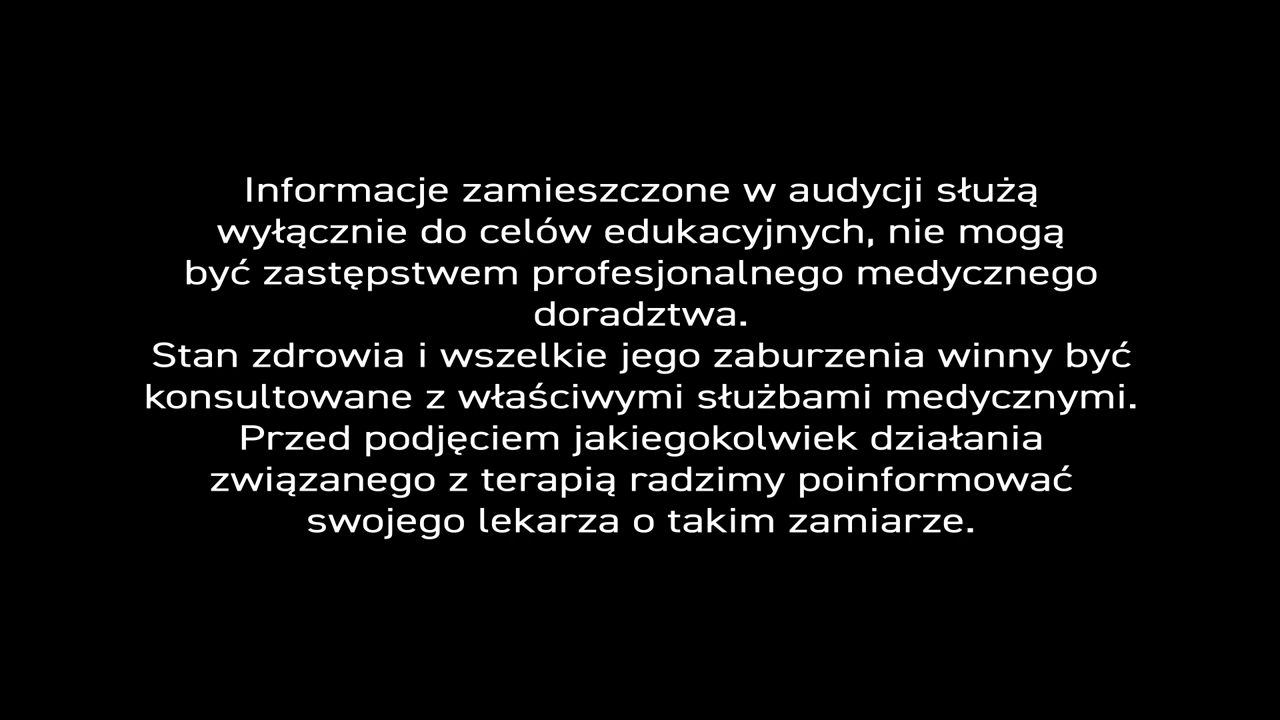 Informacje zamieszczone w audycji służą
wyłącznie do celów edukacyjnych, nie mogą
być zastępstwem profesjonalnego medycznego
doradztwa.
Stan zdrowia i wszelkie jego zaburzenia winny być
konsultowane z właściwymi służbami medycznymi.
Przed podjęciem jakiegokolwiek działania
związanego z terapią radzimy poinformować
swojego lekarza o takim zamiarze.